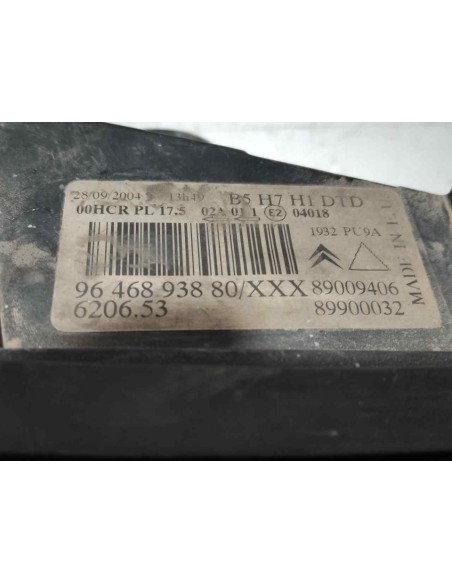 28/09/2004 13h49 B5 H7 H1 DTD
00HCR PL 17.5 02A 01 1 E2 04018
1932 PU9A
96 468 938 80/XXX 89009406
6206.53 89900032
MADE IN E.U